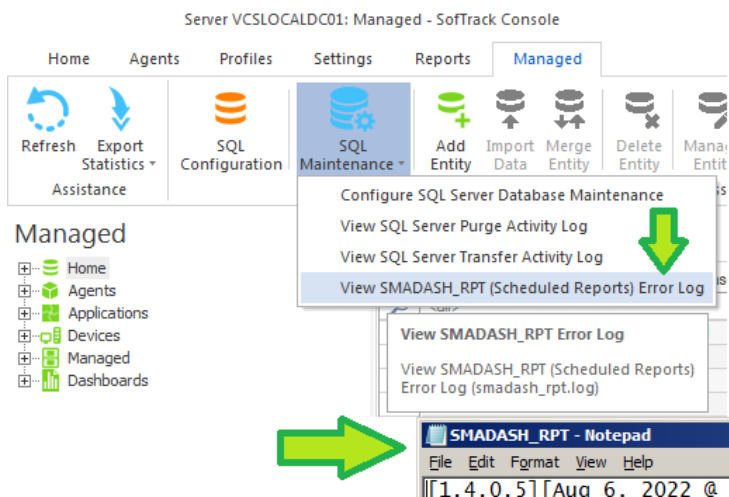 Server VCSLOCALDC01: Managed - SofTrack Console
Home Agents Profiles Settings Reports Managed
Refresh Export SQL SQL Add Import Merge Delete
Statistics Configuration Maintenance Entity Data Entity Entity
Assistance
Configure SQL Server Database Maintenance
View SQL Server Purge Activity Log
View SQL Server Transfer Activity Log
View SMADASH_RPT (Scheduled Reports) Error Log
Managed
Home
Agents
Applications
Devices
Managed
Dashboards
View SMADASH_RPT Error Log
View SMADASH_RPT (Scheduled Reports)
Error Log (smadash_rpt.log)
SMADASH_RPT - Notepad
File Edit Format View Help
[1.4.0.5][Aug 6, 2022 @